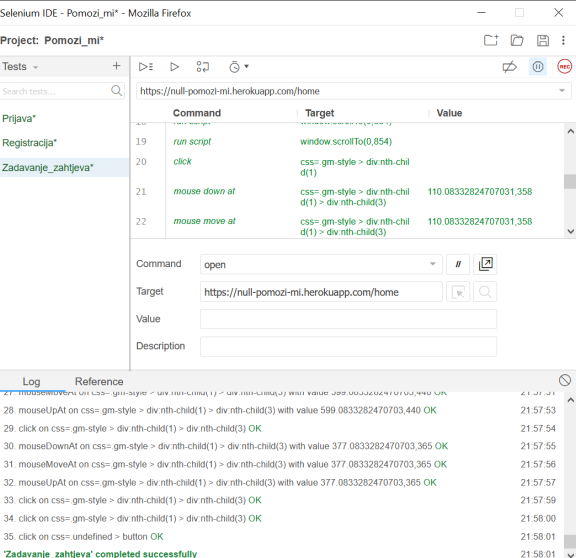 Selenium IDE - Pomozi_mi* - Mozilla Firefox
Project: Pomozi_mi*
Tests
Search tests...
Prijava*
Registracija*
Zadavanje_zahtjeva*
REC
https://null-pomozi-mi.herokuapp.com/home
Command Target Value
18 run script window.scrollTo(0,854)
19 run script window.scrollTo(0,854)
20 click css=.gm-style > div:nth-chil
d(1)
21 mouse down at css=.gm-style > div:nth-chil 110.08332824707031,358
d(1) > div:nth-child(3)
22 mouse move at css=.gm-style > div:nth-chil 110.08332824707031,358
d(1) > div:nth-child(3)
Command open //
Target https://null-pomozi-mi.herokuapp.com/home
Value
Description
Log Reference
27. mouseMoveAt on css=.gm-style > div:nth-child(1) > div:nth-child(3) with value 599.0833282470703,440 OK 21:57:51
28. mouseUpAt on css=.gm-style > div:nth-child(1) > div:nth-child(3) with value 599.0833282470703,440 OK 21:57:53
29. click on css=.gm-style > div:nth-child(1) > div:nth-child(3) OK 21:57:54
30. mouseDownAt on css=.gm-style > div:nth-child(1) > div:nth-child(3) with value 377.0833282470703,365 OK 21:57:55
31. mouseMoveAt on css=.gm-style > div:nth-child(1) > div:nth-child(3) with value 377.0833282470703,365 OK 21:57:56
32. mouseUpAt on css=.gm-style > div:nth-child(1) > div:nth-child(3) with value 377.0833282470703,365 OK 21:57:57
33. click on css=.gm-style > div:nth-child(1) > div:nth-child(3) OK 21:57:59
34. click on css=.gm-style > div:nth-child(1) > div:nth-child(3) OK 21:58:00
35. click on css=.undefined > button OK 21:58:01
'Zadavanje_zahtjeva' completed successfully 21:58:01